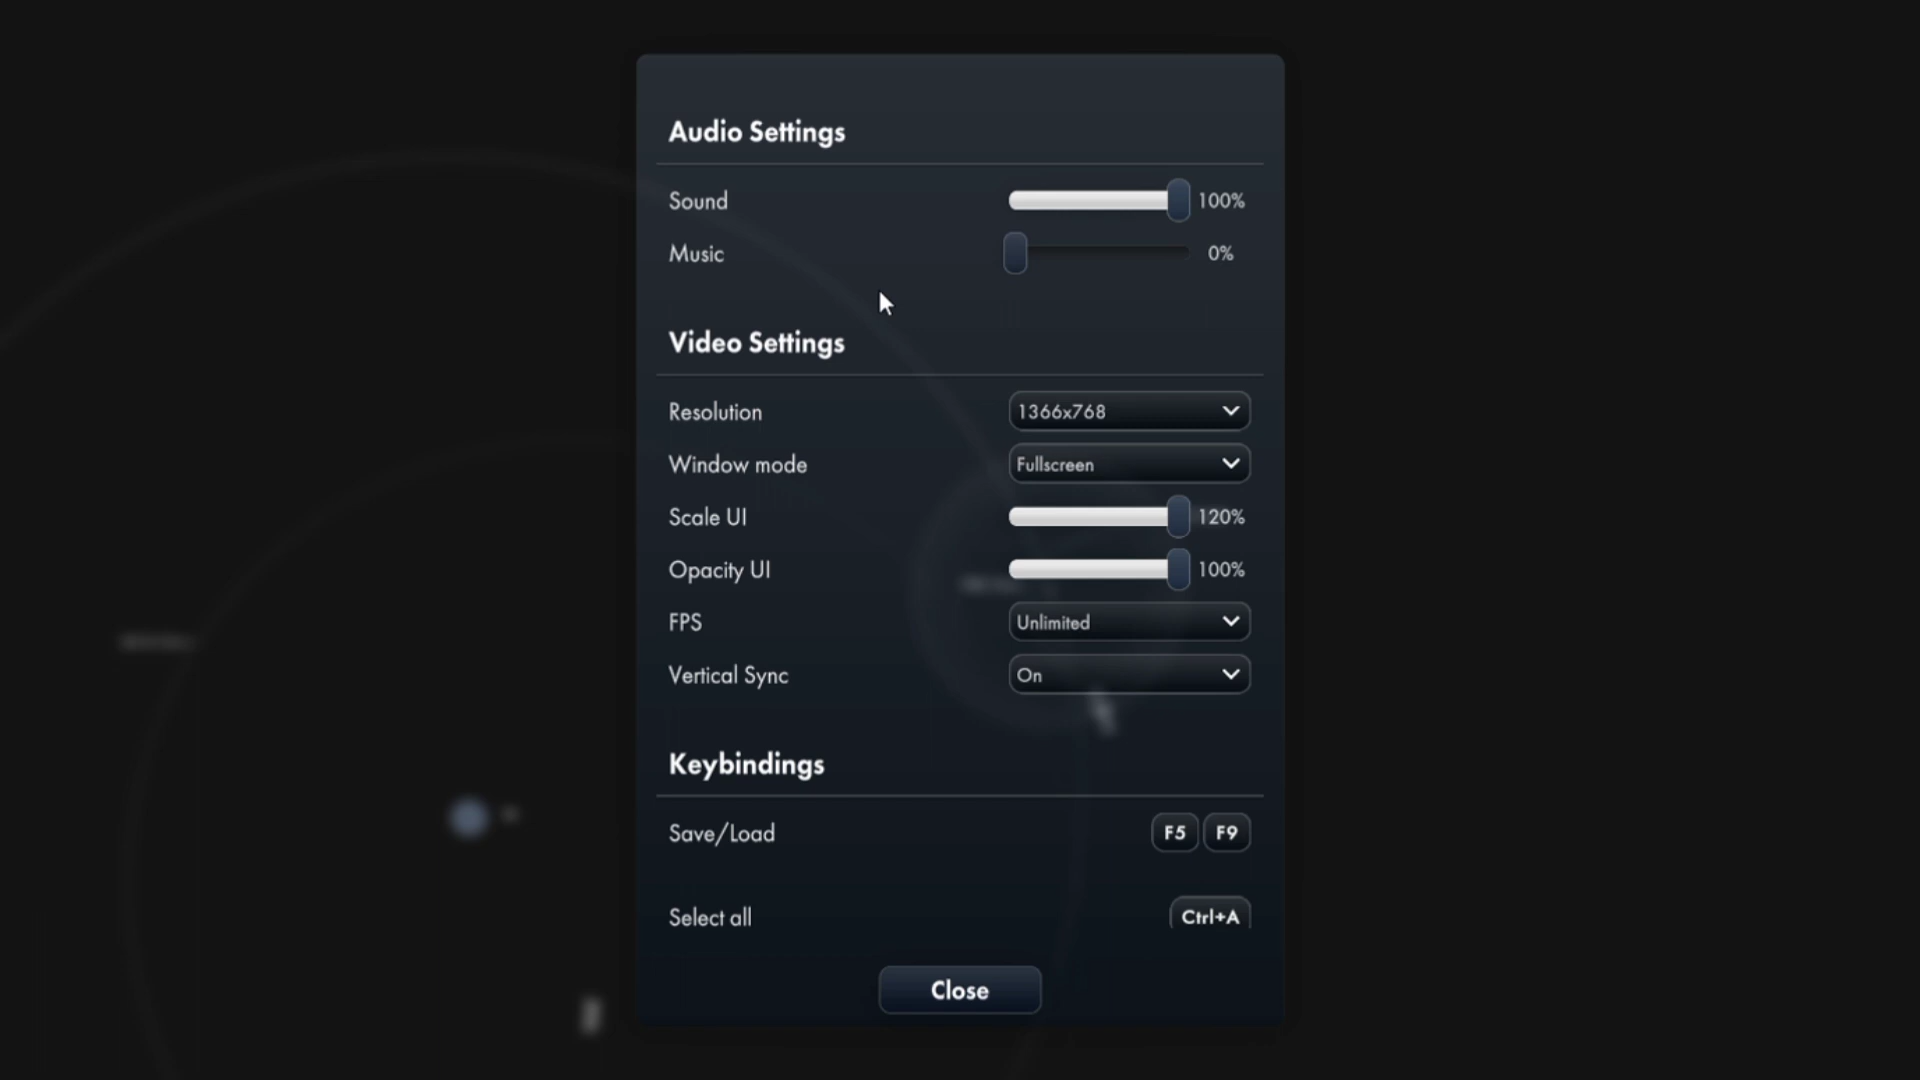 Audio Settings
Sound 100%
Music 0%
Video Settings
Resolution 1366x768
Window mode Fullscreen
Scale UI 120%
Opacity UI 100%
FPS Unlimited
Vertical Sync On
Keybindings
Save/Load F5 F9
Select all Ctrl+A
Close